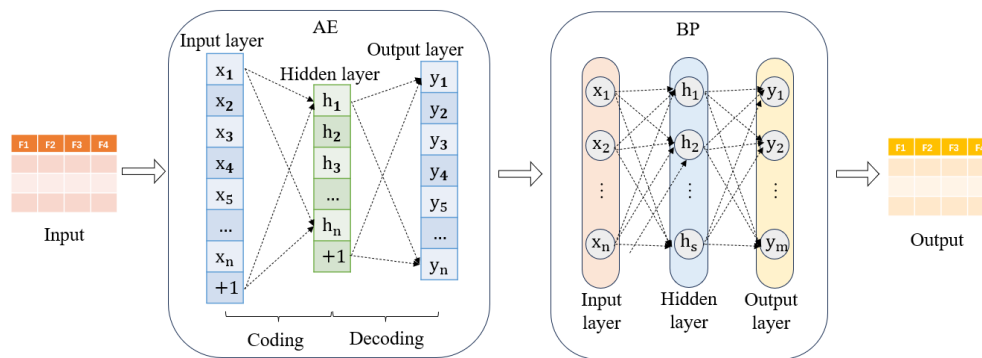 F1 F2 F3 F4
Input
AE
Input layer
x1
x2
x3
x4
x5
...
xn
+1
Hidden layer
h1
h2
h3
...
hn
+1
Output layer
y1
y2
y3
y4
y5
...
yn
Coding
Decoding
BP
x1
x2
⋮
xn
Input
layer
h1
h2
⋮
hs
Hidden
layer
y1
y2
⋮
ym
Output
layer
F1 F2 F3 F4
Output